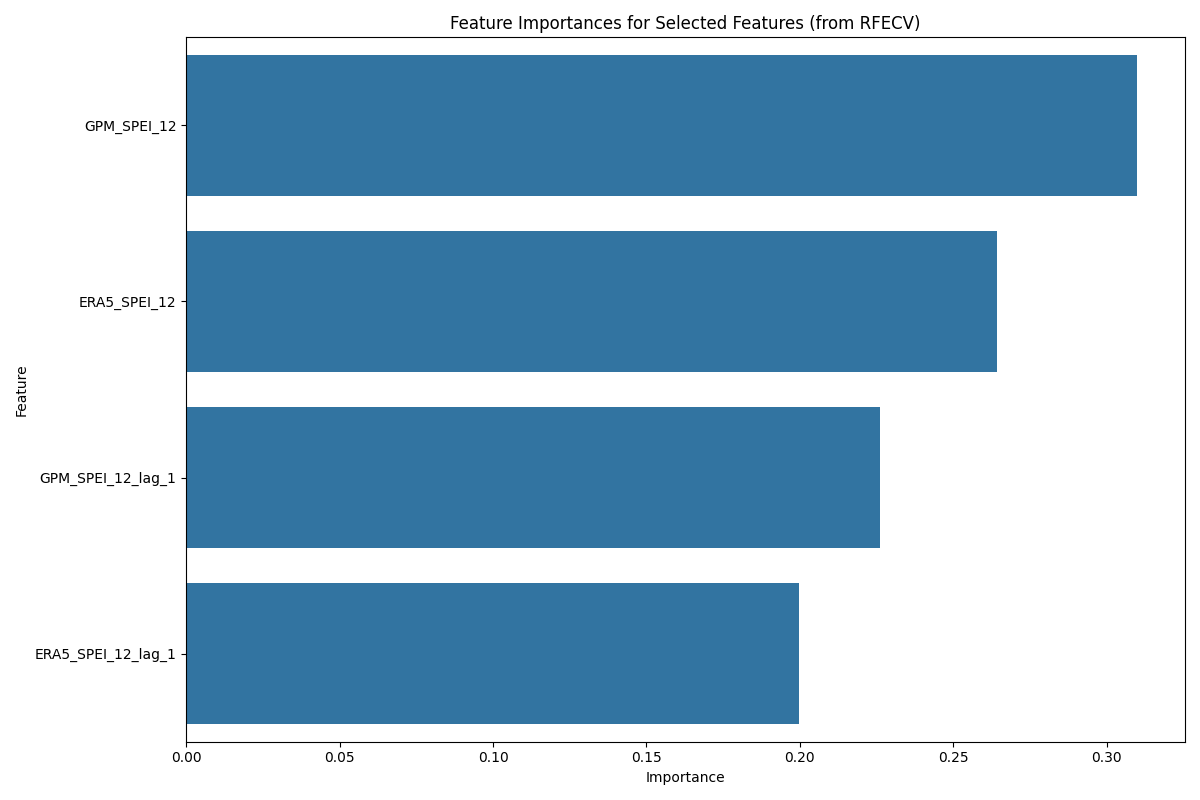 Feature Importances for Selected Features (from RFECV)
Feature
GPM_SPEI_12
ERA5_SPEI_12
GPM_SPEI_12_lag_1
ERA5_SPEI_12_lag_1
0.00 0.05 0.10 0.15 0.20 0.25 0.30
Importance